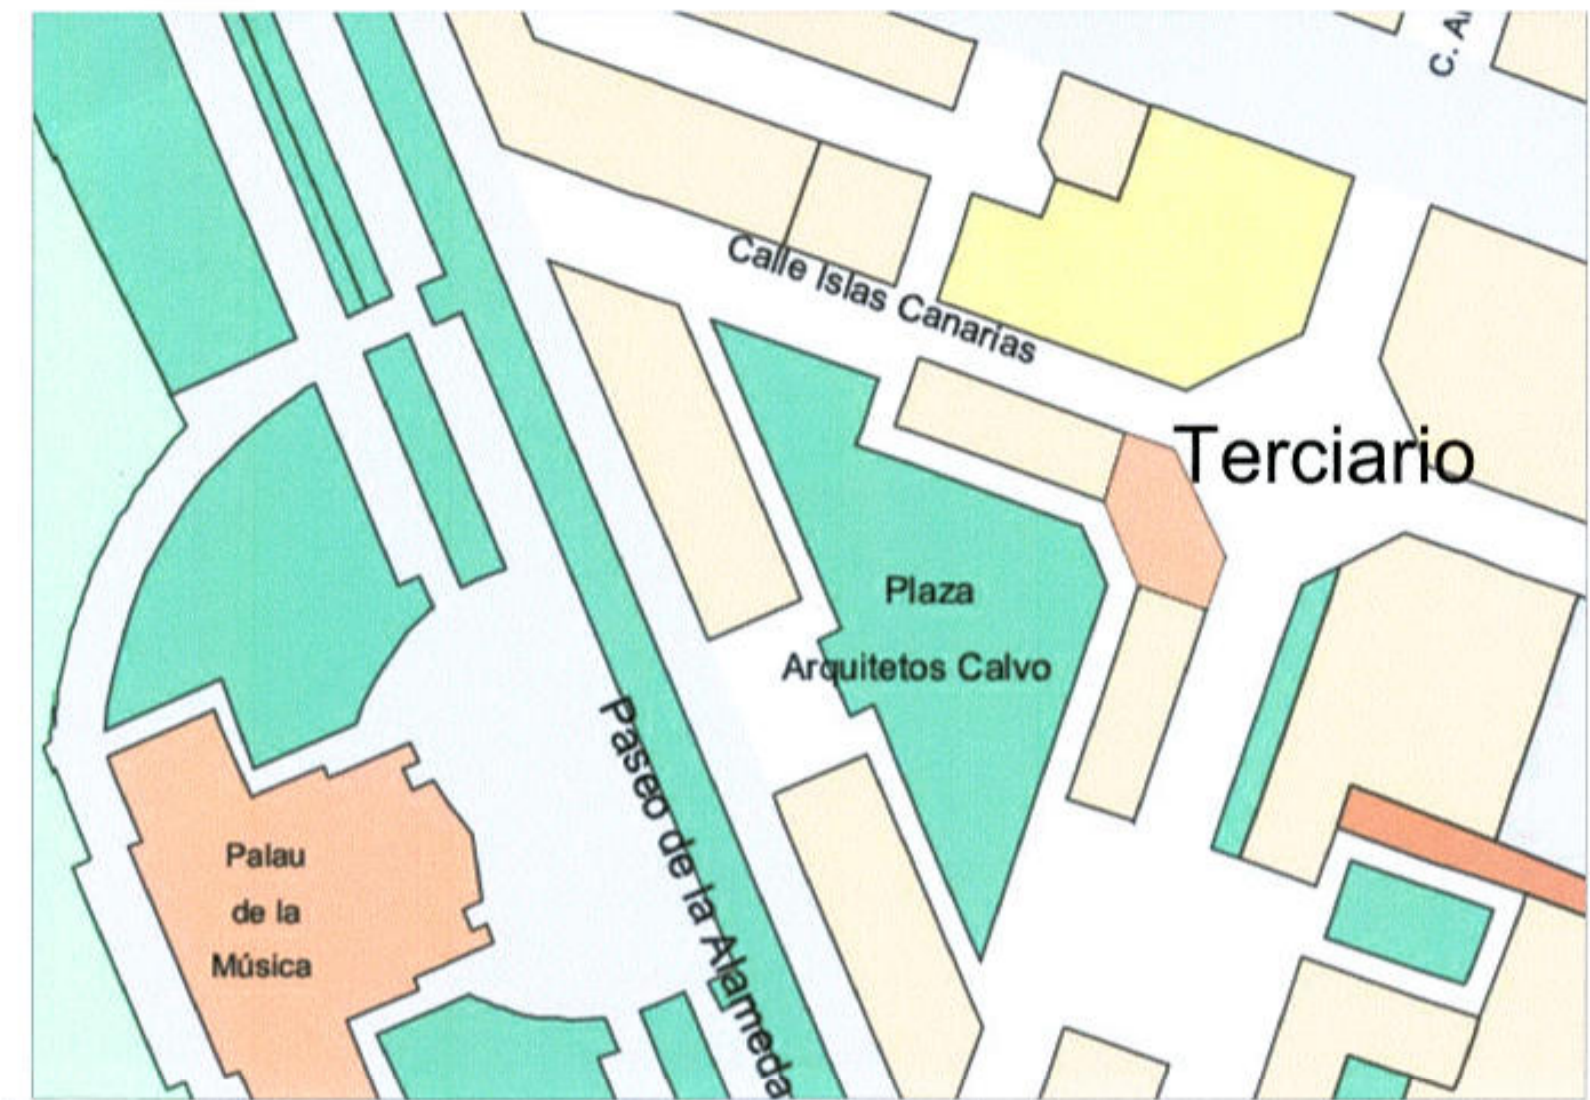 C.
Calle Islas Canarias
Terciario
Plaza
Arquitetos Calvo
Paseo de la Alameda
Palau
de la
Música